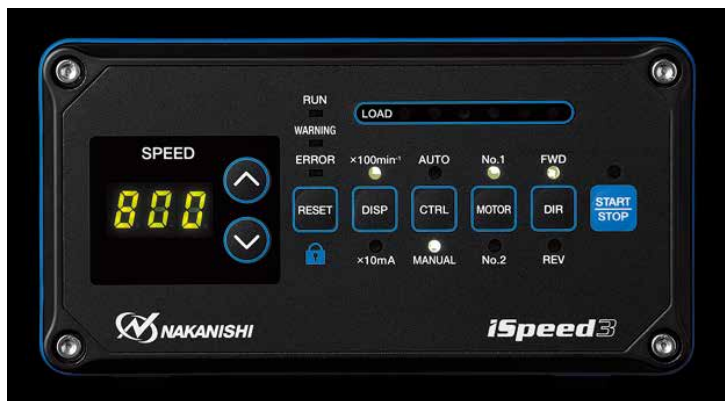 RUN
LOAD
WARNING
SPEED
ERROR ×100min⁻¹ AUTO No.1 FWD
800
RESET DISP CTRL MOTOR DIR START
STOP
×10mA MANUAL No.2 REV
NAKANISHI
iSpeed3